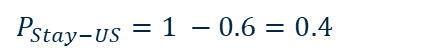 P_{Stay-US} = 1 - 0.6 = 0.4